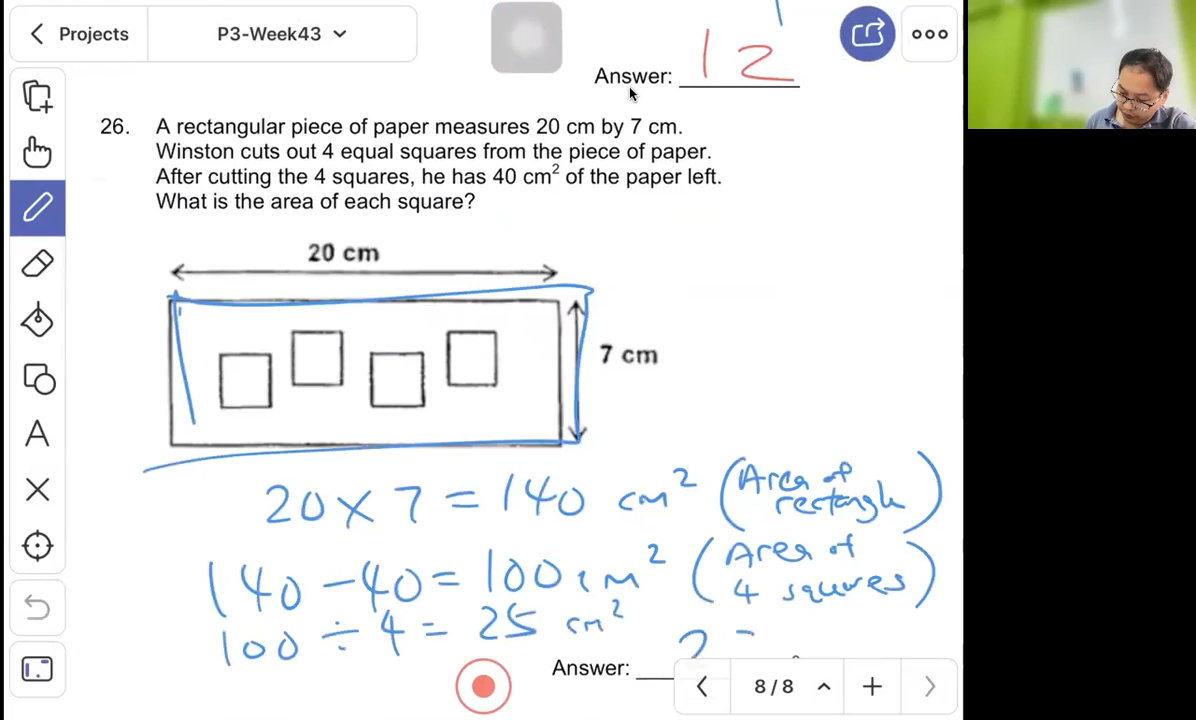 Projects
P3-Week43
Answer: 12
26. A rectangular piece of paper measures 20 cm by 7 cm.
Winston cuts out 4 equal squares from the piece of paper.
After cutting the 4 squares, he has 40 cm² of the paper left.
What is the area of each square?
20 cm
7 cm
20 × 7 = 140 cm² (Area of rectangle)
140 - 40 = 100 cm² (Area of 4 squares)
100 ÷ 4 = 25 cm²
Answer:
8/8